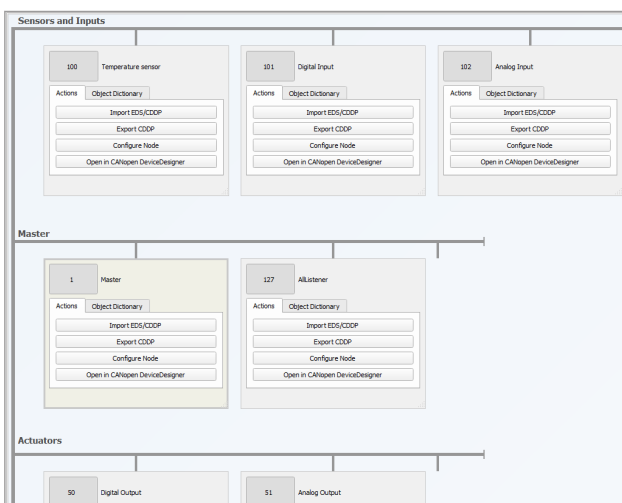 Sensors and Inputs
100 Temperature sensor 101 Digital Input 102 Analog Input
Actions Object Dictionary Actions Object Dictionary Actions Object Dictionary
Import EDS/CDDP Import EDS/CDDP Import EDS/CDDP
Export CDDP Export CDDP Export CDDP
Configure Node Configure Node Configure Node
Open in CANopen DeviceDesigner Open in CANopen DeviceDesigner Open in CANopen DeviceDesigner
Master
1 Master 127 AllListener
Actions Object Dictionary Actions Object Dictionary
Import EDS/CDDP Import EDS/CDDP
Export CDDP Export CDDP
Configure Node Configure Node
Open in CANopen DeviceDesigner Open in CANopen DeviceDesigner
Actuators
50 Digital Output 51 Analog Output